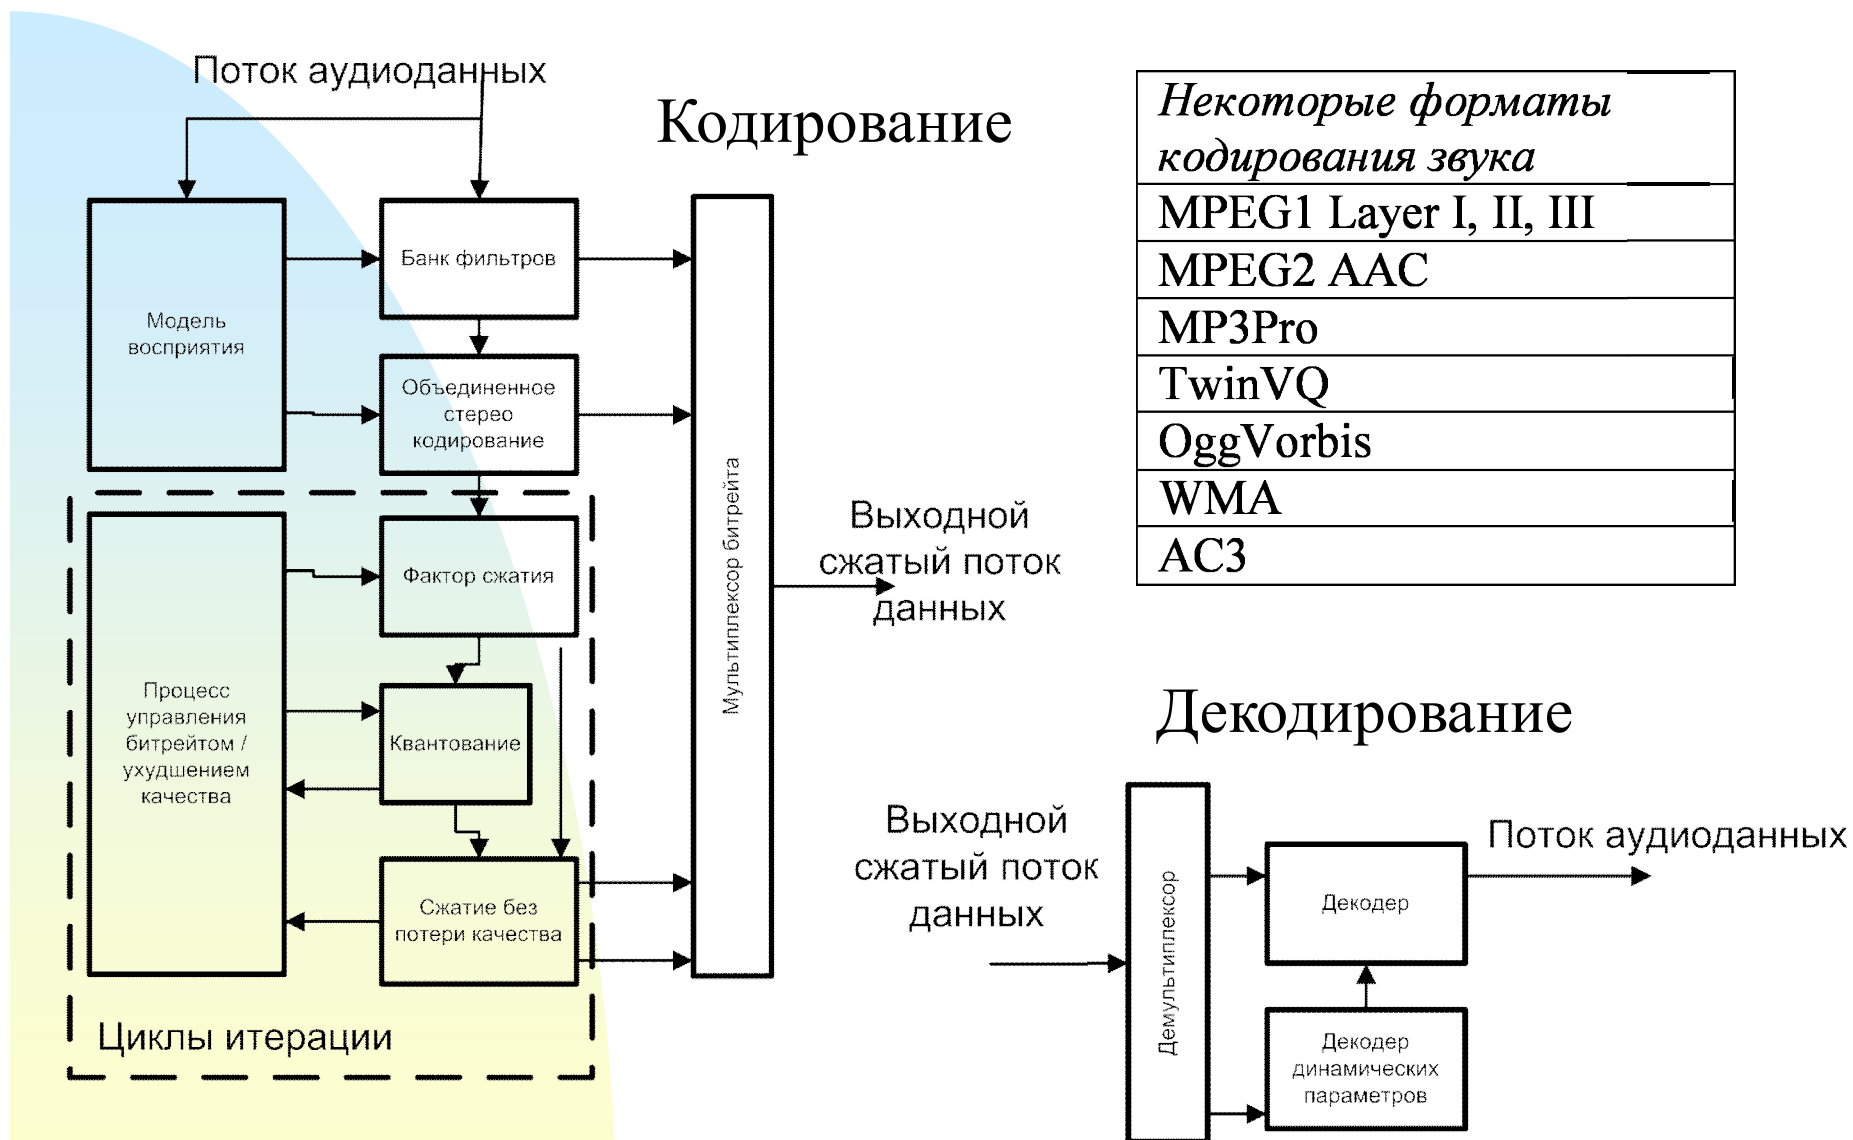 Поток аудиоданных
Кодирование
Некоторые форматы
кодирования звука
MPEG1 Layer I, II, III
MPEG2 AAC
MP3Pro
TwinVQ
OggVorbis
WMA
AC3
Модель
восприятия
Банк фильтров
Объединенное
стерео
кодирование
Фактор сжатия
Процесс
управления
битрейтом /
ухудшением
качества
Квантование
Сжатие без
потери качества
Циклы итерации
Мультиплексор битрейта
Выходной
сжатый поток
данных
Декодирование
Выходной
сжатый поток
данных
Демультиплексор
Декодер
Поток аудиоданных
Декодер
динамических
параметров